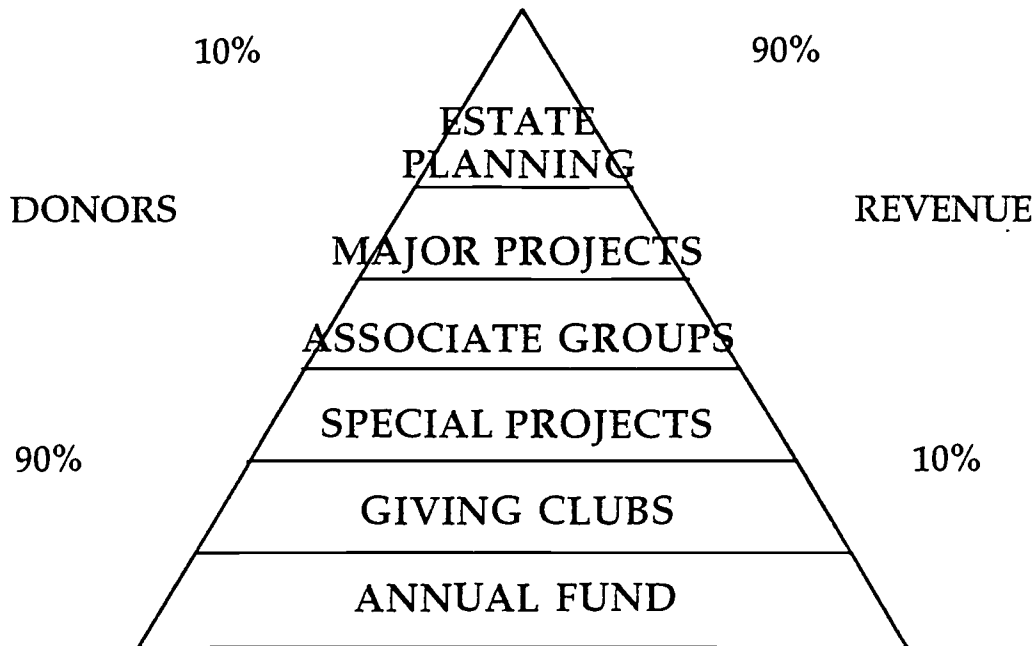 10% 90%
ESTATE
PLANNING
DONORS REVENUE
MAJOR PROJECTS
ASSOCIATE GROUPS
SPECIAL PROJECTS
90% 10%
GIVING CLUBS
ANNUAL FUND